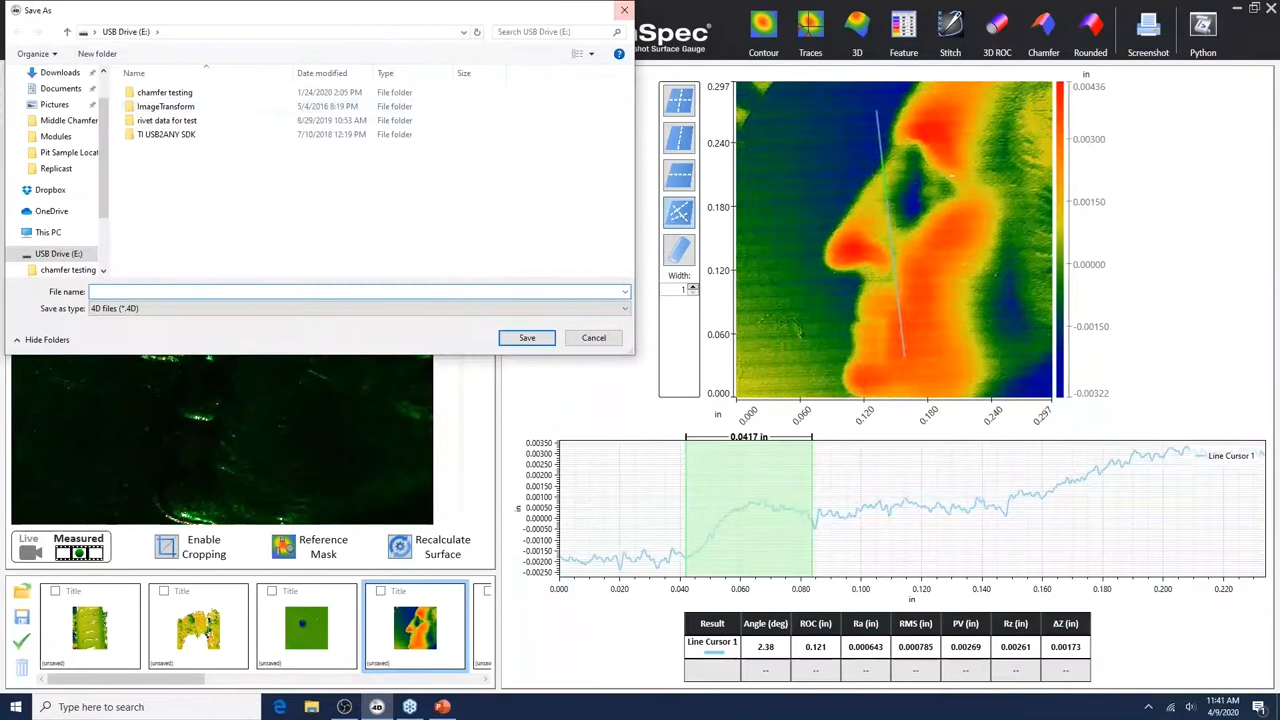 Save As
USB Drive (E:)
Search USB Drive (E:)
Organize
New folder
Downloads
Documents
Pictures
Middle Chamfer
Modules
Pit Sample Locat
Replicast
Dropbox
OneDrive
This PC
USB Drive (E:)
chamfer testing
Name
Date modified
Type
Size
chamfer testing
1/24/2020 2:05 PM
File folder
ImageTransform
5/4/2016 8:19 PM
File folder
rivet data for test
8/29/2019 10:53 AM
File folder
TI USB2ANY SDK
7/10/2018 12:19 PM
File folder
File name:
Save as type:
4D files (*.4D)
Hide Folders
Save
Cancel
Spec
shot Surface Gauge
Contour
Traces
3D
Feature
Stitch
3D ROC
Chamfer
Rounded
Screenshot
Python
Width:
1
0.297
0.240
0.180
0.120
0.060
0.000
in
0.000
0.060
0.120
0.180
0.240
0.297
in
0.00436
0.00300
0.00150
0.00000
-0.00150
-0.00322
0.0417 in
0.00350
0.00300
0.00250
0.00200
0.00150
0.00100
0.00050
0.00000
-0.00050
-0.00100
-0.00150
-0.00200
-0.00250
in
Line Cursor 1
0.000
0.020
0.040
0.060
0.080
0.100
0.120
0.140
0.160
0.180
0.200
0.220
in
Live
Measured
Enable
Cropping
Reference
Mask
Recalculate
Surface
Title
(unsaved)
Title
(unsaved)
Title
(unsaved)
Title
(unsaved)
Title
(unsaved)
Result
Angle (deg)
ROC (in)
Ra (in)
RMS (in)
PV (in)
Rz (in)
ΔZ (in)
Line Cursor 1
2.38
0.121
0.000643
0.000785
0.00269
0.00261
0.00173
--
--
--
--
--
--
--
Type here to search
4D
11:41 AM
4/9/2020